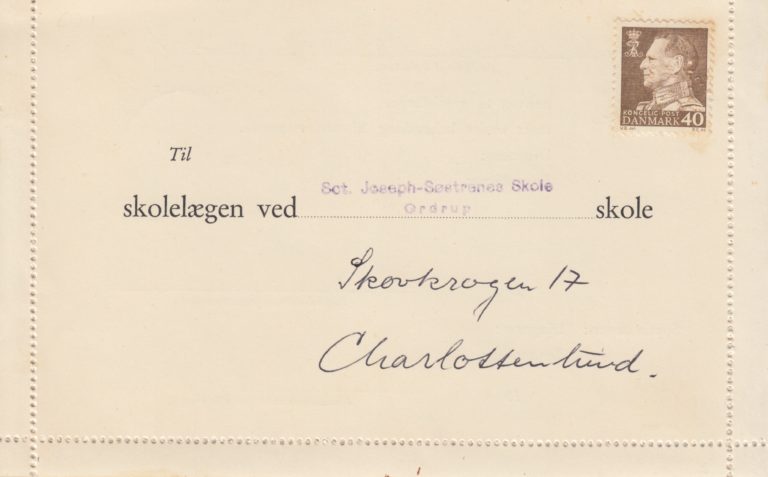 KONGELIG POST
DANMARK 40
Til
Sct. Joseph-Søstrenes Skole
Ordrup
skolelægen ved skole
Skovkrogen 17
Charlottenlund.